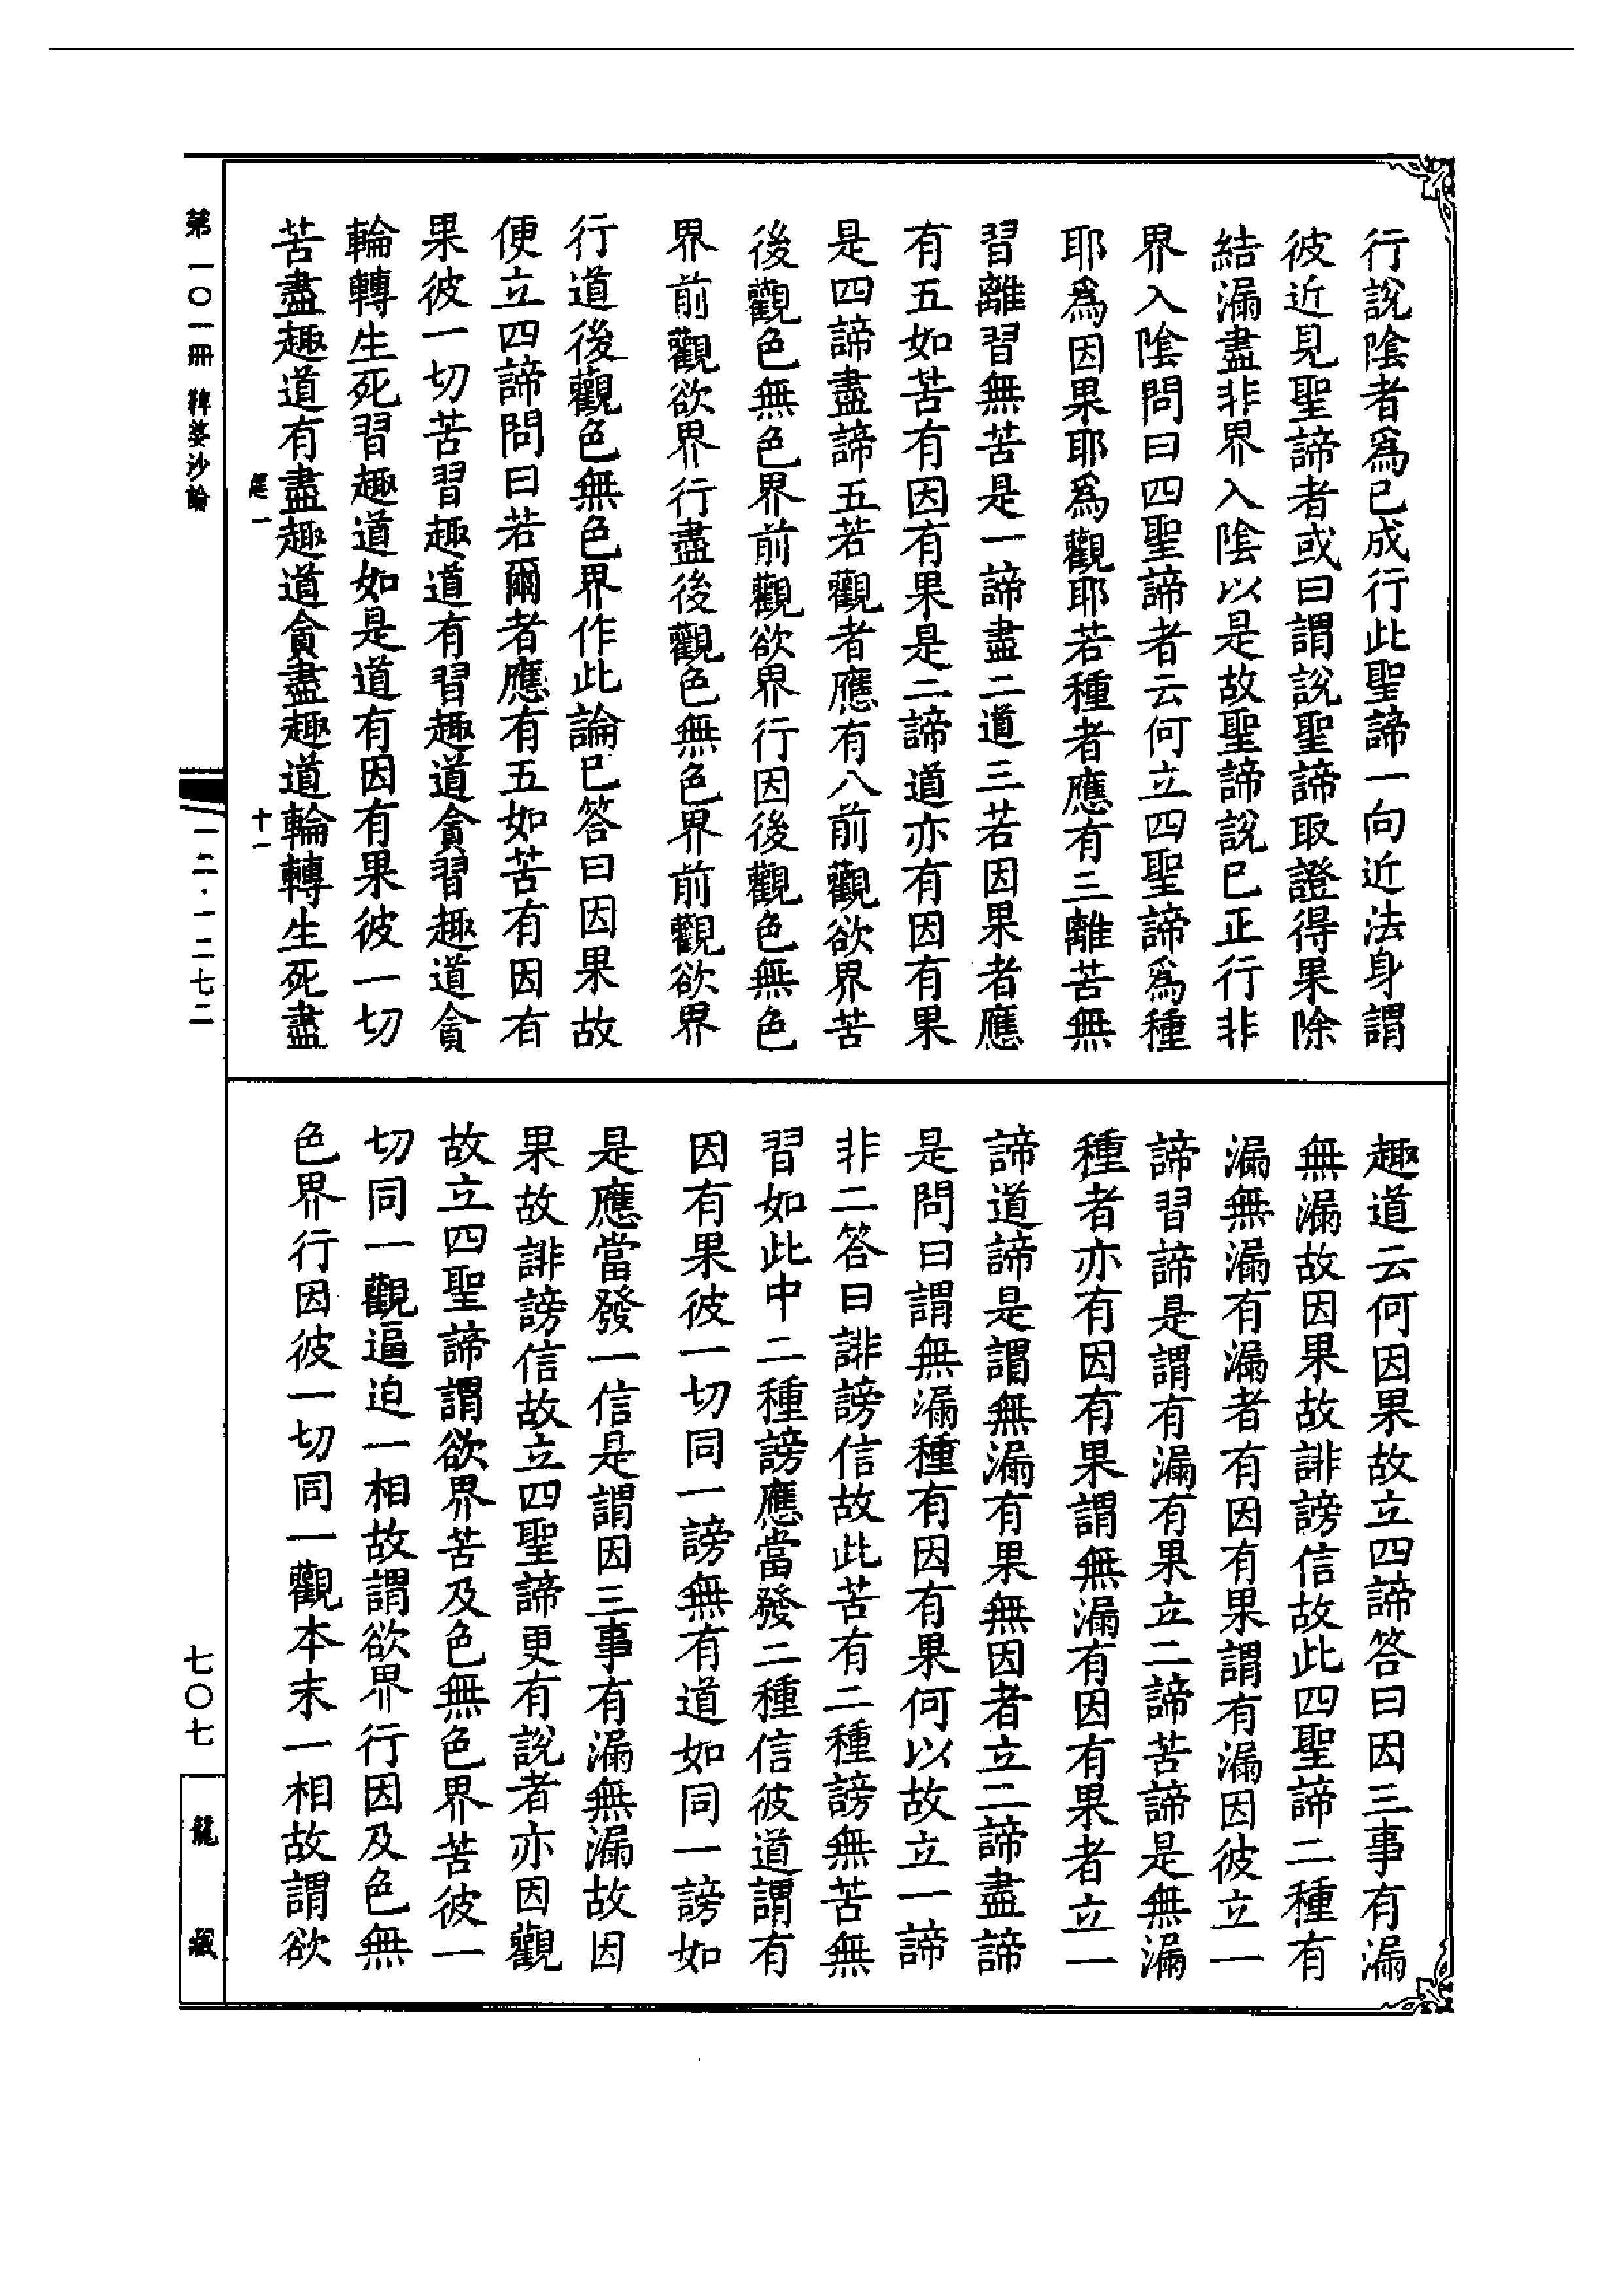 行說陰者爲已成行此聖諦一向近法身謂
彼近見聖諦者或曰謂說聖諦取證得果除
結漏盡非界入陰以是故聖諦說已正行非
界入陰問曰四聖諦者云何立四聖諦爲種
耶爲因果耶爲觀耶若種者應有三離苦無
習離習無苦是一諦盡二道三若因果者應
有五如苦有因有果是二諦道亦有因有果
是四諦盡諦五若觀者應有八前觀欲界苦
後觀色無色界前觀欲界行因後觀色無色
界前觀欲界行盡後觀色無色界前觀欲界
行道後觀色無色界作此論已答曰因果故
便立四諦問曰若爾者應有五如苦有因有
果彼一切苦習趣道有習趣道貪習趣道貪
輪轉生死習趣道如是道有因有果彼一切
苦盡趣道有盡趣道貪盡趣道輪轉生死盡
趣道云何因果故立四諦答曰因三事有漏
無漏故因果故誹謗信故此四聖諦二種有
漏無漏有漏者有因有果謂有漏因彼立一
諦習諦是謂有漏有果立二諦苦諦是無漏
種者亦有因有果謂無漏有因有果者立一
諦道諦是謂無漏有果無因者立二諦盡諦
是問曰謂無漏種有因有果何以故立一諦
非二答曰誹謗信故此苦有二種謗無苦無
習如此中二種謗應當發二種信彼道謂有
因有果彼一切同一謗無有道如同一謗如
是應當發一信是謂因三事有漏無漏故因
果故誹謗信故立四聖諦更有說者亦因觀
故立四聖諦謂欲界苦及色無色界苦彼一
切同一觀逼迫一相故謂欲界行因及色無
色界行因彼一切同一觀本末一相故謂欲
第一〇一冊 鞞婆沙論
十一
一二·一二七二
七〇七
龍藏